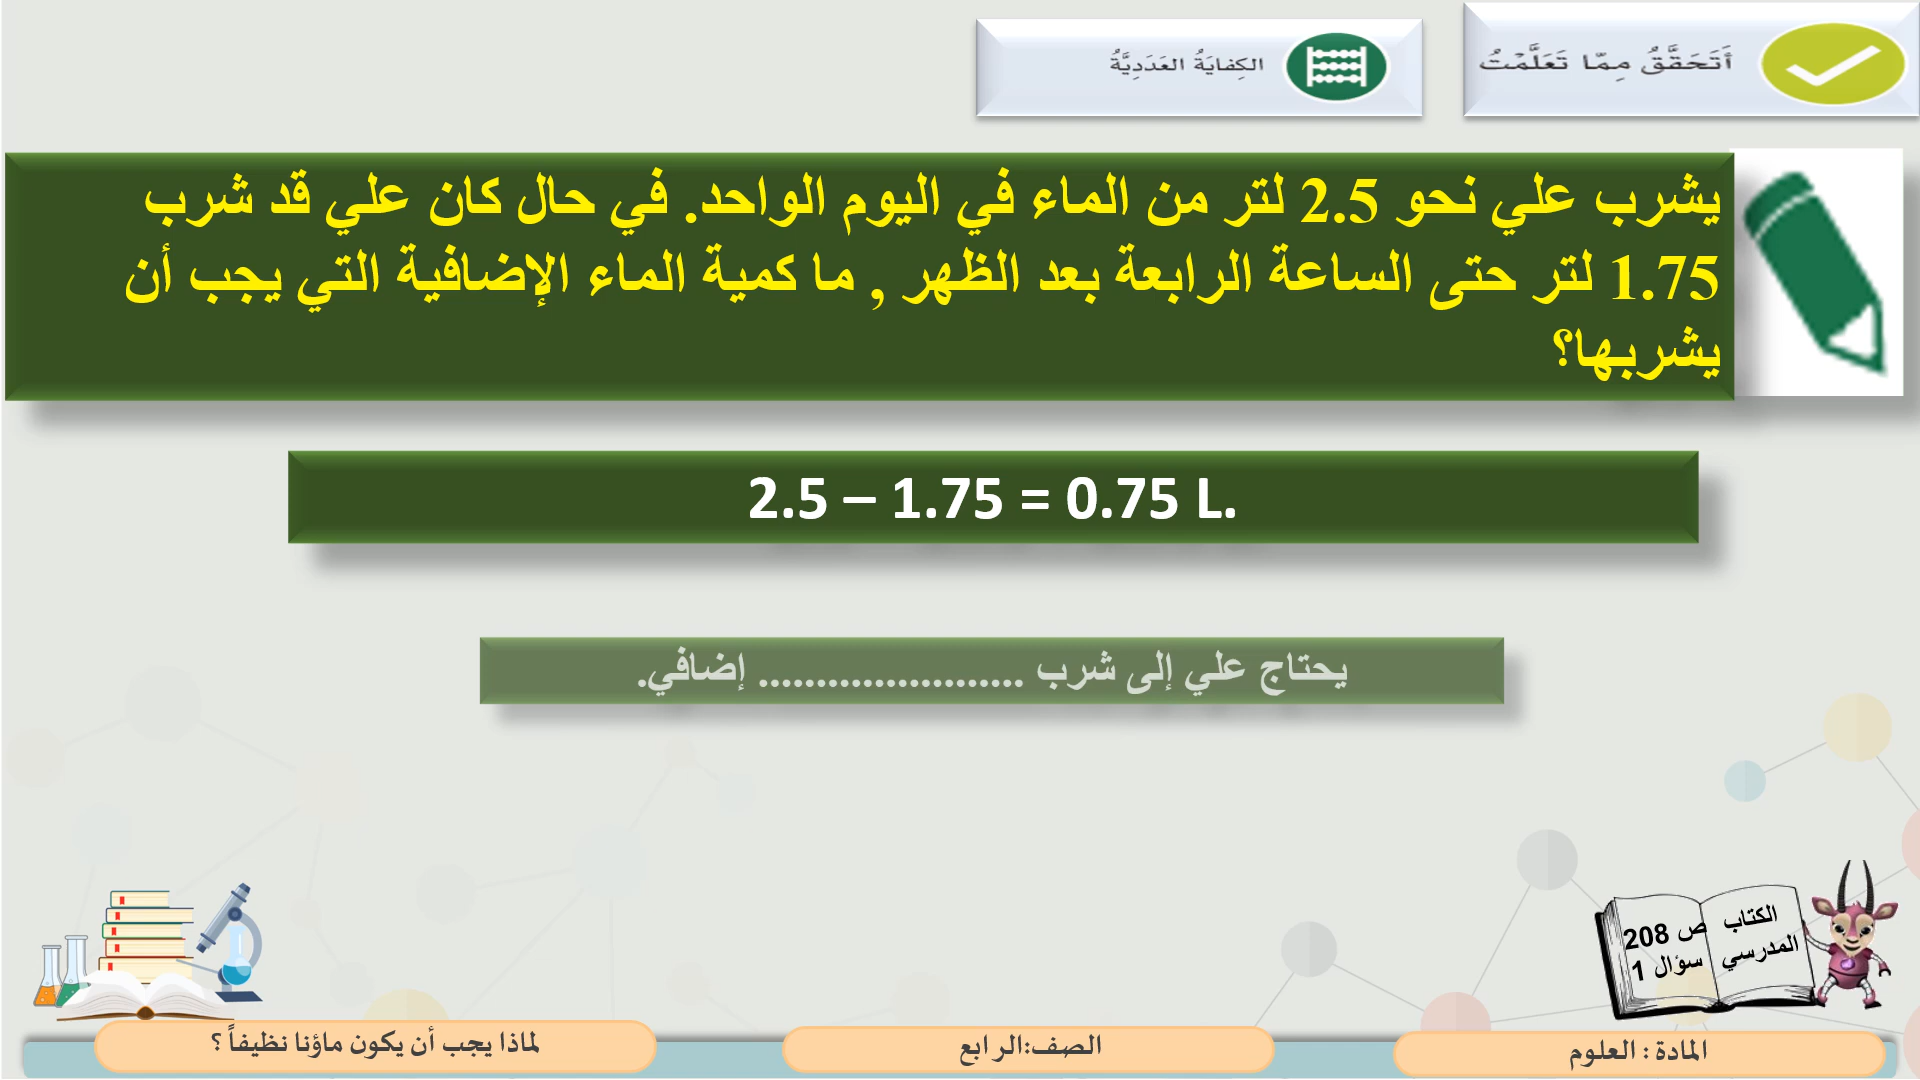 أَتَحَقَّقُ مِمّا تَعَلَّمْتُ
الكِفايَةُ العَدَدِيَّةُ
يشرب علي نحو 2.5 لتر من الماء في اليوم الواحد. في حال كان علي قد شرب
1.75 لتر حتى الساعة الرابعة بعد الظهر , ما كمية الماء الإضافية التي يجب أن
يشربها؟
2.5 – 1.75 = 0.75 L.
يحتاج علي إلى شرب ....................... إضافي.
الكتاب
المدرسي
ص 208
سؤال 1
المادة : العلوم
الصف:الرابع
لماذا يجب أن يكون ماؤنا نظيفاً ؟